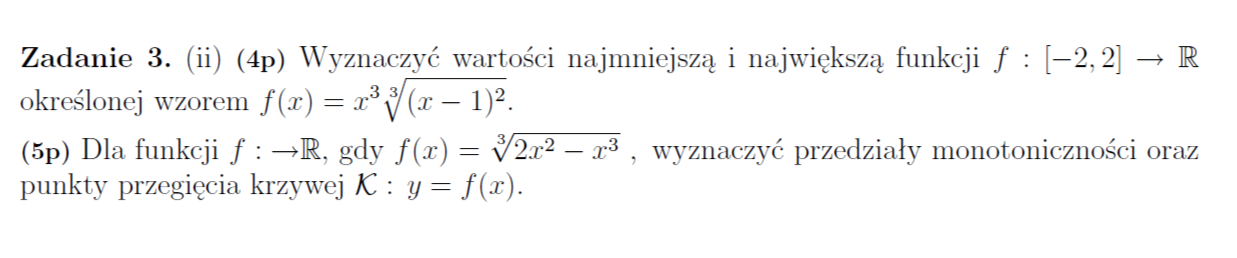 Zadanie 3. (ii) (4p) Wyznaczyć wartości najmniejszą i największą funkcji f : [−2, 2] → ℝ
określonej wzorem f(x) = x³ ∛(x − 1)².
(5p) Dla funkcji f : →ℝ, gdy f(x) = ∛2x² − x³ , wyznaczyć przedziały monotoniczności oraz
punkty przegięcia krzywej 𝒦 : y = f(x).